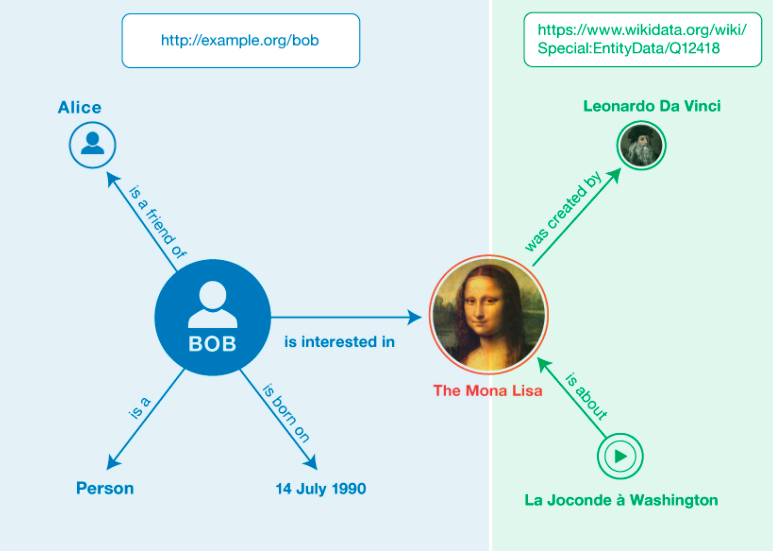 http://example.org/bob
https://www.wikidata.org/wiki/
Special:EntityData/Q12418
Alice
Leonardo Da Vinci
is a friend of
was created by
BOB
is interested in
The Mona Lisa
is a
is born on
is about
Person
14 July 1990
La Joconde à Washington